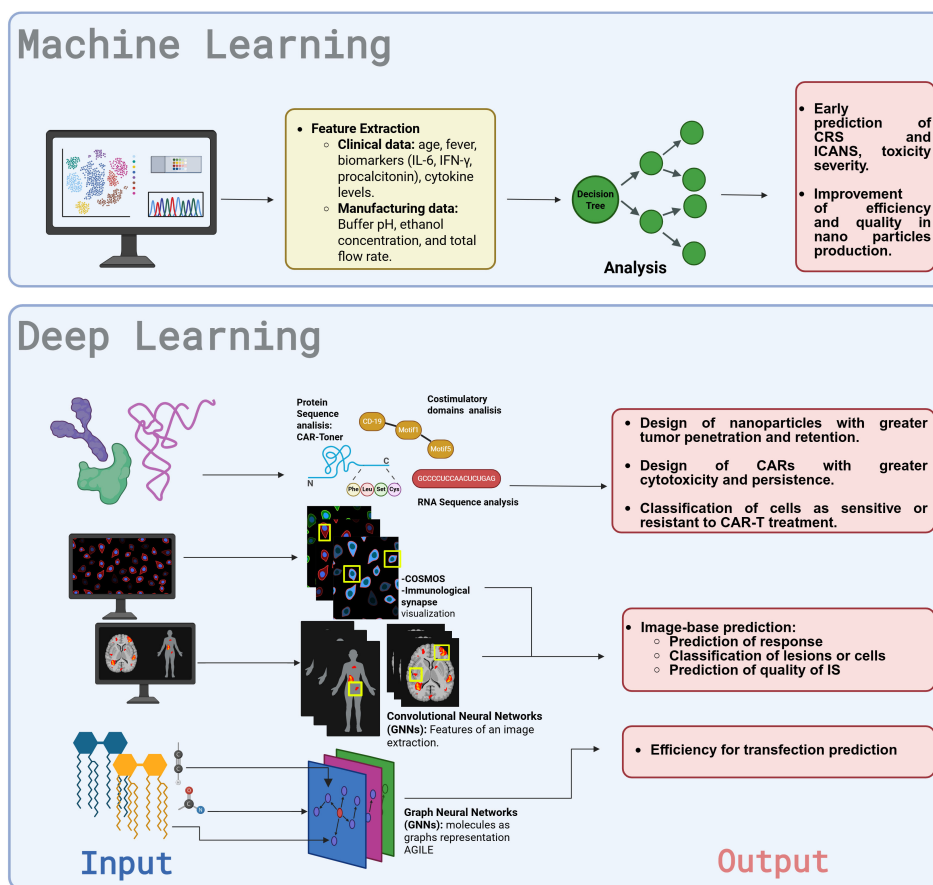 Machine Learning
• Feature Extraction
○ Clinical data: age, fever,
biomarkers (IL-6, IFN-γ,
procalcitonin), cytokine
levels.
○ Manufacturing data:
Buffer pH, ethanol
concentration, and total
flow rate.
Decision
Tree
Analysis
• Early
prediction of
CRS and
ICANS, toxicity
severity.
• Improvement
of efficiency
and quality in
nano particles
production.
Deep Learning
Protein
Sequence
analisis:
CAR-Toner
Costimulatory
domains analisis
CD-19
Motif1
Motif5
N
C
Phe Leu Set Cys
GCCCCUCCAACUCUGAG
RNA Sequence analysis
• Design of nanoparticles with greater
tumor penetration and retention.
• Design of CARs with greater
cytotoxicity and persistence.
• Classification of cells as sensitive or
resistant to CAR-T treatment.
-COSMOS
-Immunological
synapse
visualization
• Image-base prediction:
○ Prediction of response
○ Classification of lesions or cells
○ Prediction of quality of IS
Convolutional Neural Networks
(GNNs): Features of an image
extraction.
• Efficiency for transfection prediction
Graph Neural Networks
(GNNs): molecules as
graphs representation
AGILE
Input
Output